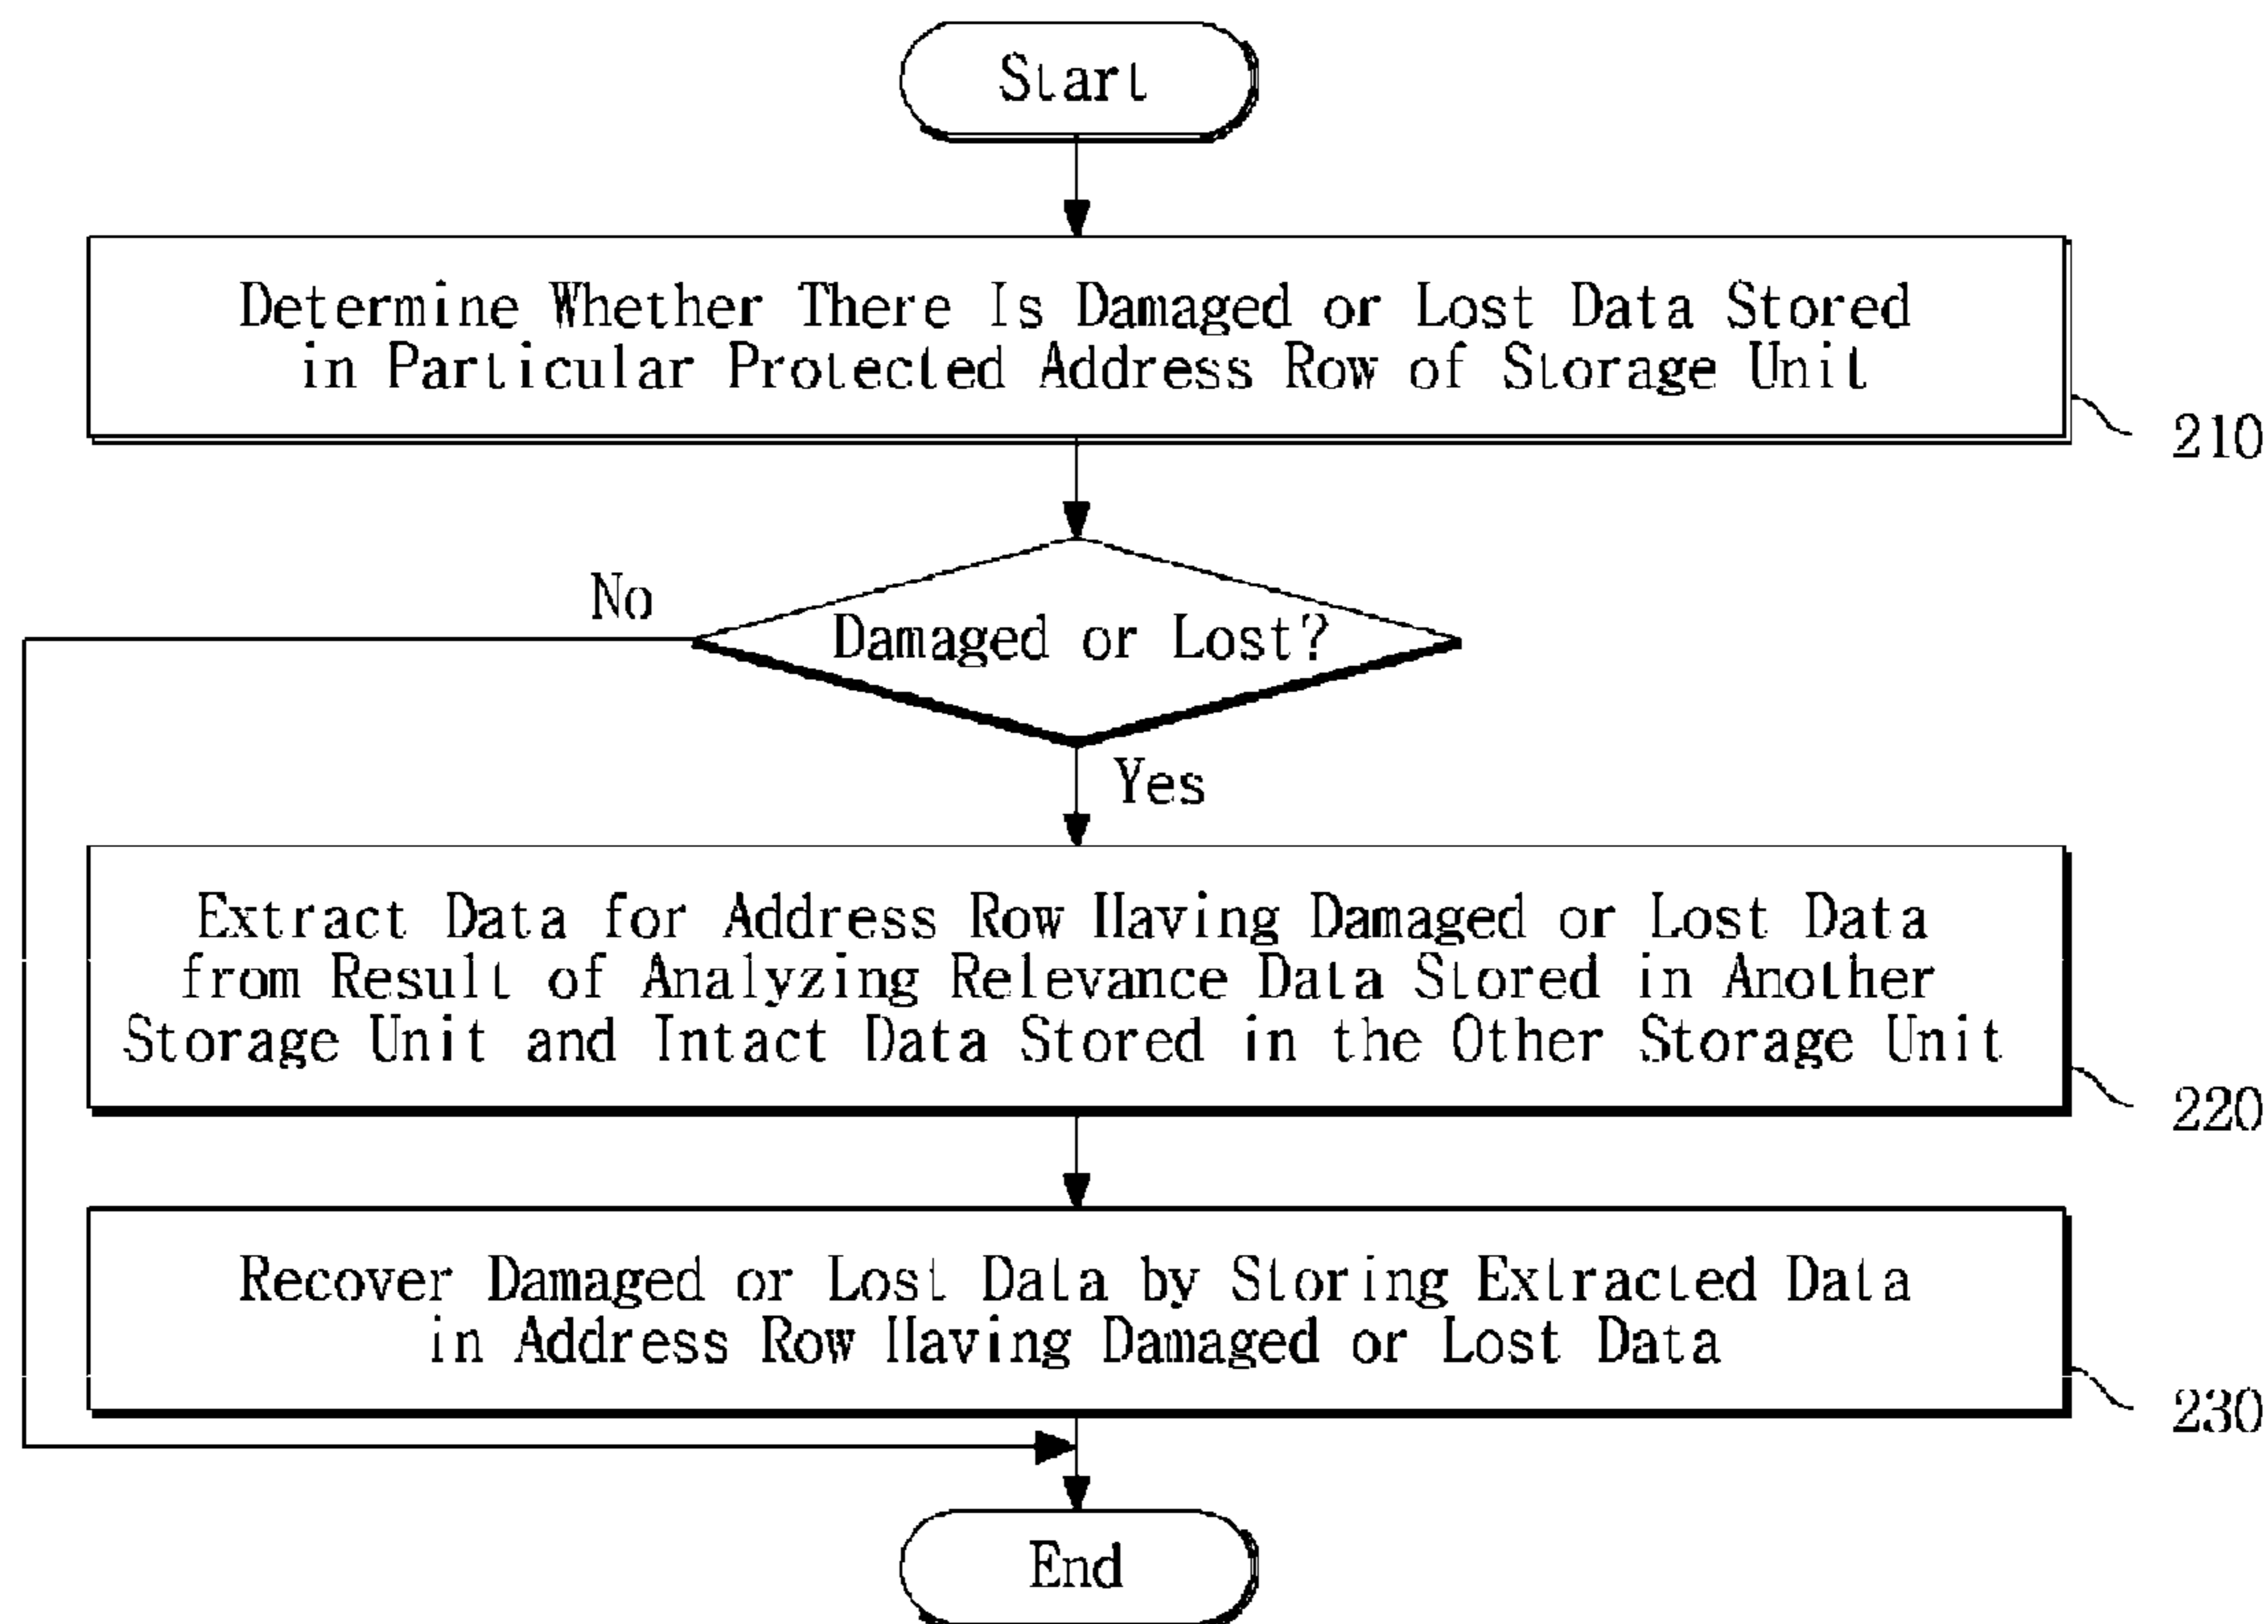 Start
Determine Whether There Is Damaged or Lost Data Stored
in Particular Protected Address Row of Storage Unit
210
No
Damaged or Lost?
Yes
Extract Data for Address Row Having Damaged or Lost Data
from Result of Analyzing Relevance Data Stored in Another
Storage Unit and Intact Data Stored in the Other Storage Unit
220
Recover Damaged or Lost Data by Storing Extracted Data
in Address Row Having Damaged or Lost Data
230
End